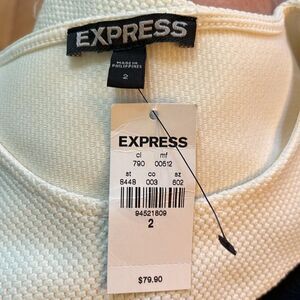 EXPRESS
MADE IN
PHILIPPINES
2
EXPRESS
cl mf
790 00512
st co sz
8448 003 602
94521809
2
$79.90